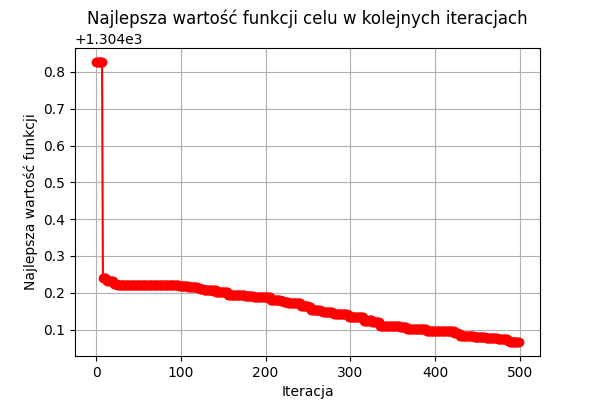 Najlepsza wartość funkcji celu w kolejnych iteracjach
+1.304e3
0.8
0.7
0.6
0.5
0.4
0.3
0.2
0.1
Najlepsza wartość funkcji
0 100 200 300 400 500
Iteracja